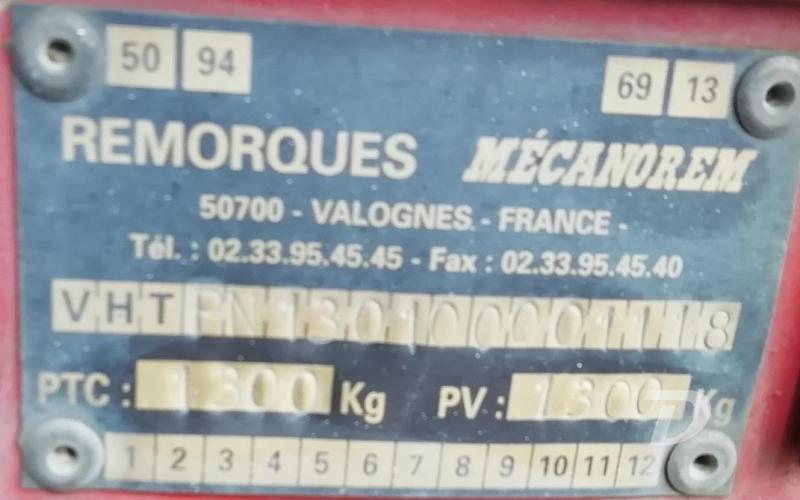 50 94 69 13
REMORQUES MÉCANOREM
50700 - VALOGNES - FRANCE -
Tél. : 02.33.95.45.45 - Fax : 02.33.95.45.40
VHT
PTC : 1300 Kg PV : 1300 Kg
1 2 3 4 5 6 7 8 9 10 11 12